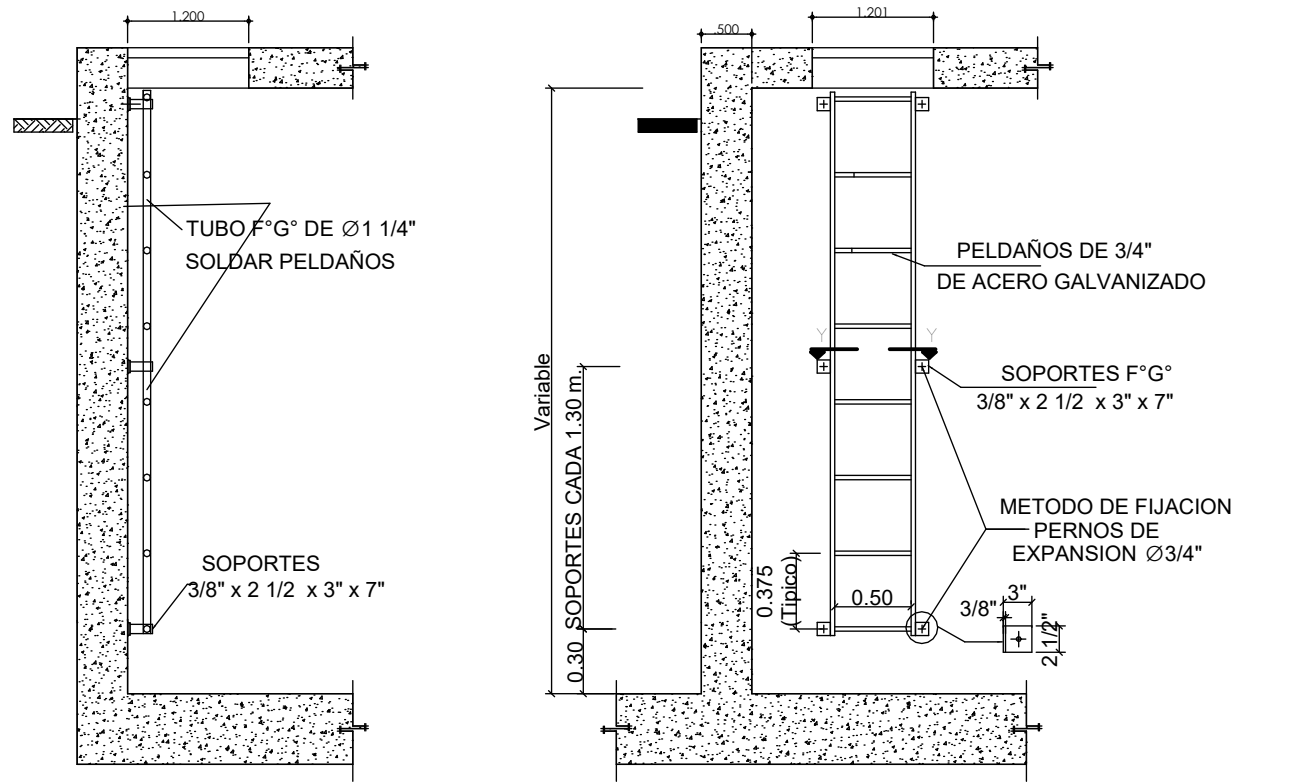 1.200
TUBO F°G° DE Ø1 1/4"
SOLDAR PELDAÑOS
SOPORTES
3/8" x 2 1/2 x 3" x 7"
.500
1.201
Variable
SOPORTES CADA 1.30 m
0.30
PELDAÑOS DE 3/4"
DE ACERO GALVANIZADO
Y
Y
SOPORTES F°G°
3/8" x 2 1/2 x 3" x 7"
METODO DE FIJACION
PERNOS DE
EXPANSION Ø3/4"
0.375
(Tipico)
0.50
3/8"
3"
2 1/2"